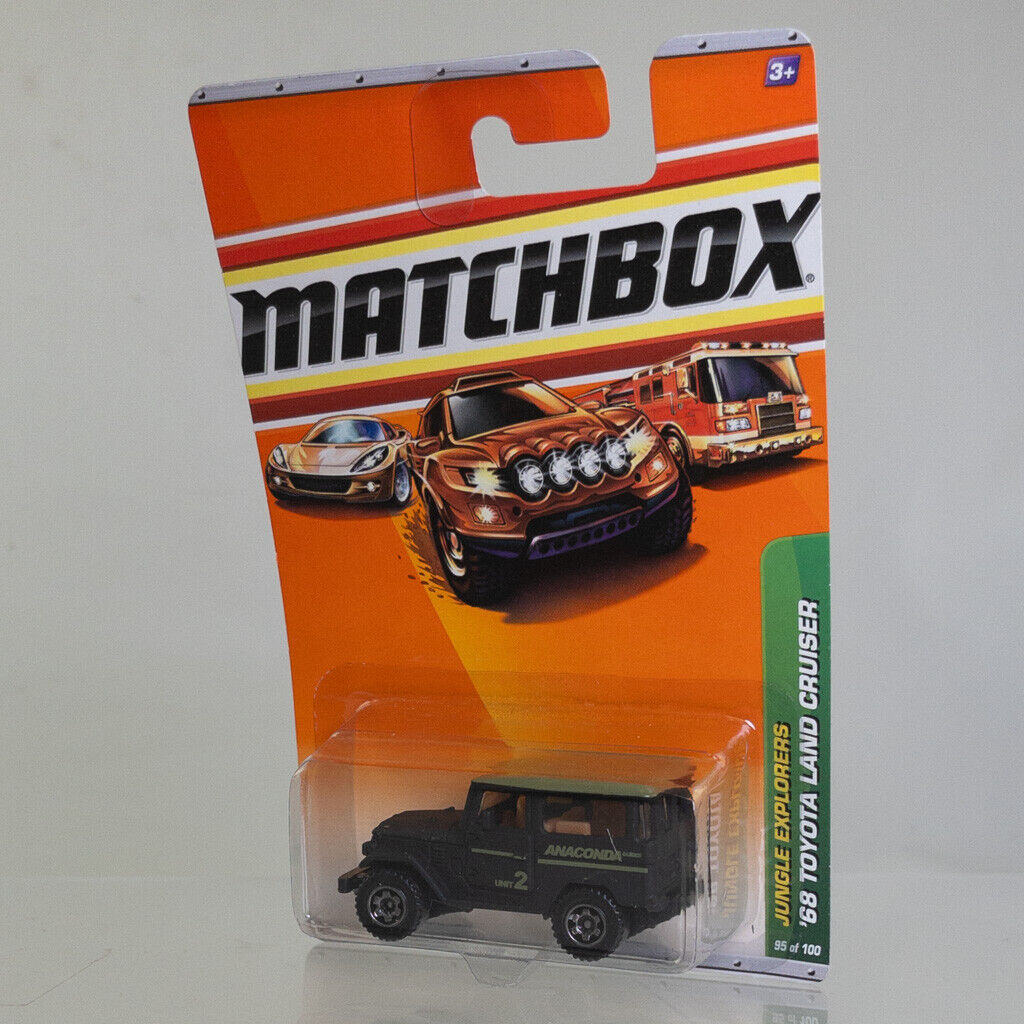 3+
MATCHBOX®
JUNGLE EXPLORERS
'68 TOYOTA LAND CRUISER
95 of 100
ANACONDA
UNIT 2